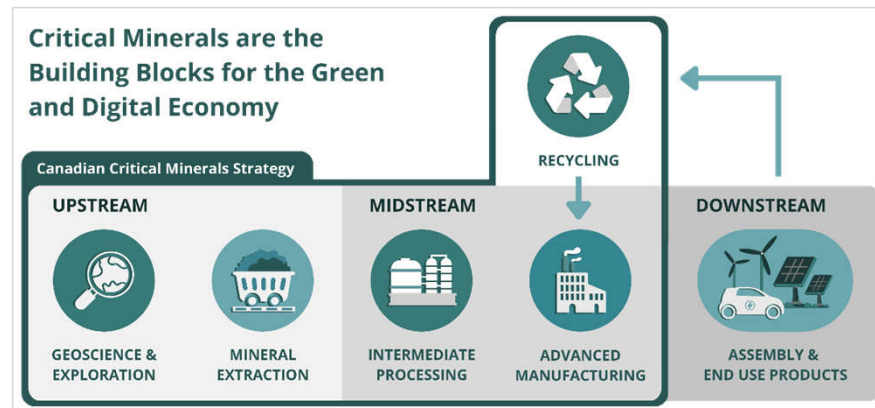 Critical Minerals are the
Building Blocks for the Green
and Digital Economy
RECYCLING
Canadian Critical Minerals Strategy
UPSTREAM
MIDSTREAM
DOWNSTREAM
GEOSCIENCE &
EXPLORATION
MINERAL
EXTRACTION
INTERMEDIATE
PROCESSING
ADVANCED
MANUFACTURING
ASSEMBLY &
END USE PRODUCTS